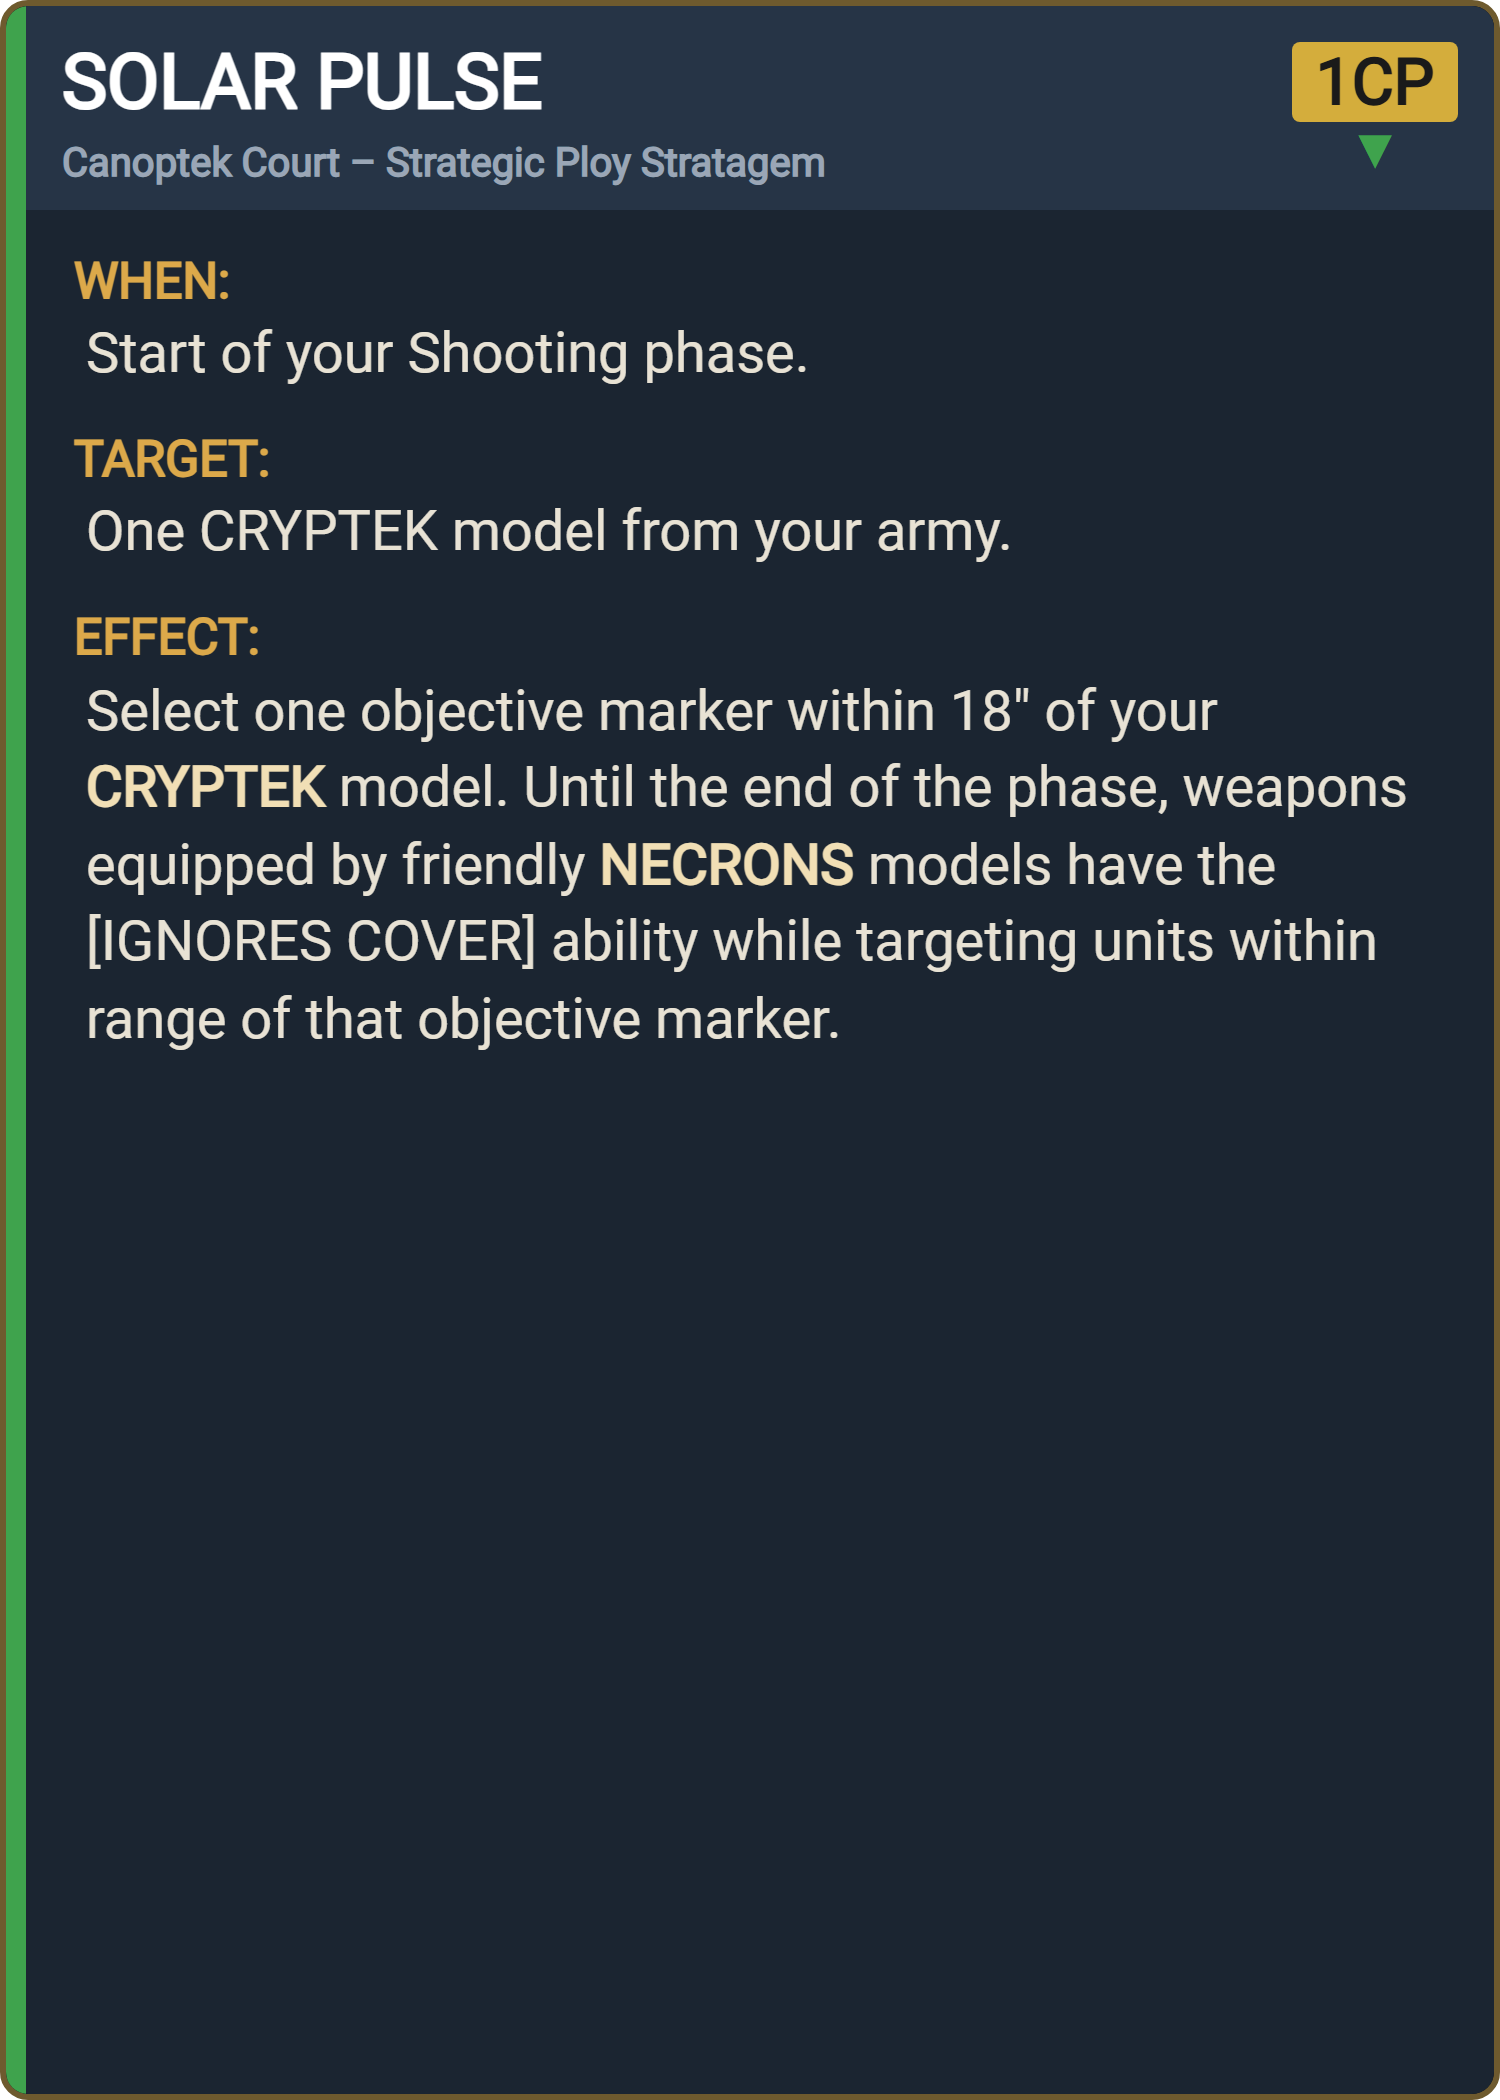 SOLAR PULSE
1CP
Canoptek Court – Strategic Ploy Stratagem
WHEN:
Start of your Shooting phase.
TARGET:
One CRYPTEK model from your army.
EFFECT:
Select one objective marker within 18" of your
CRYPTEK model. Until the end of the phase, weapons
equipped by friendly NECRONS models have the
[IGNORES COVER] ability while targeting units within
range of that objective marker.